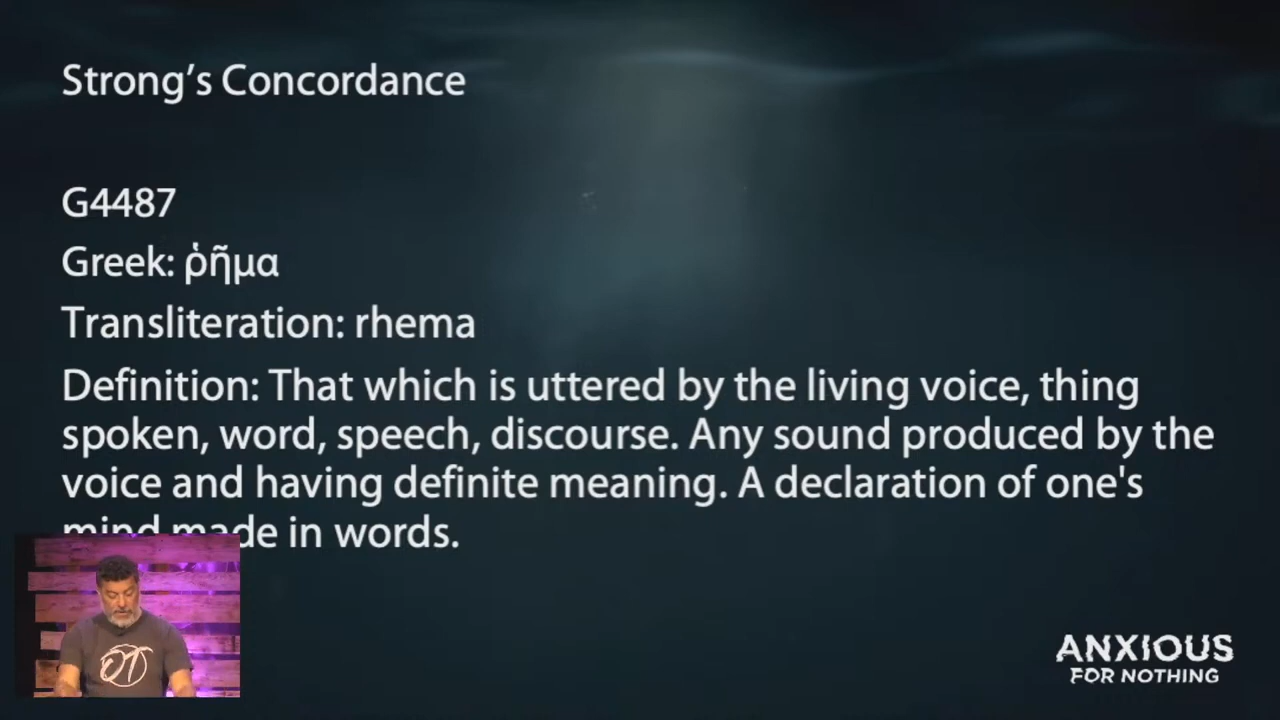 Strong’s Concordance
G4487
Greek: ῥῆμα
Transliteration: rhema
Definition: That which is uttered by the living voice, thing
spoken, word, speech, discourse. Any sound produced by the
voice and having definite meaning. A declaration of one's
mind made in words.
OT
ANXIOUS
FOR NOTHING